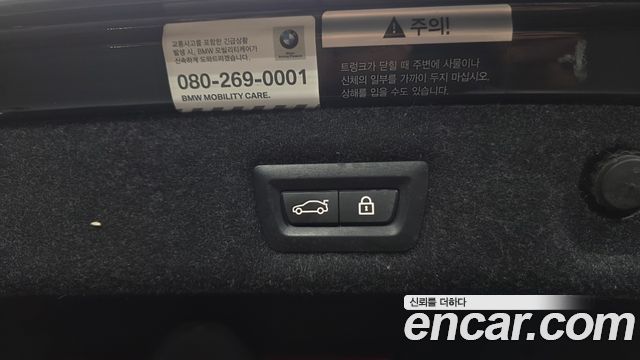 교통사고를 포함한 긴급상황
발생 시, BMW 모빌리티케어가
신속하게 도와드리겠습니다.
080-269-0001
BMW MOBILITY CARE.
주의!
트렁크가 닫힐 때 주변에 사물이나
신체의 일부를 가까이 두지 마십시오.
상해를 입을 수도 있습니다.
신뢰를 더하다
encar.com